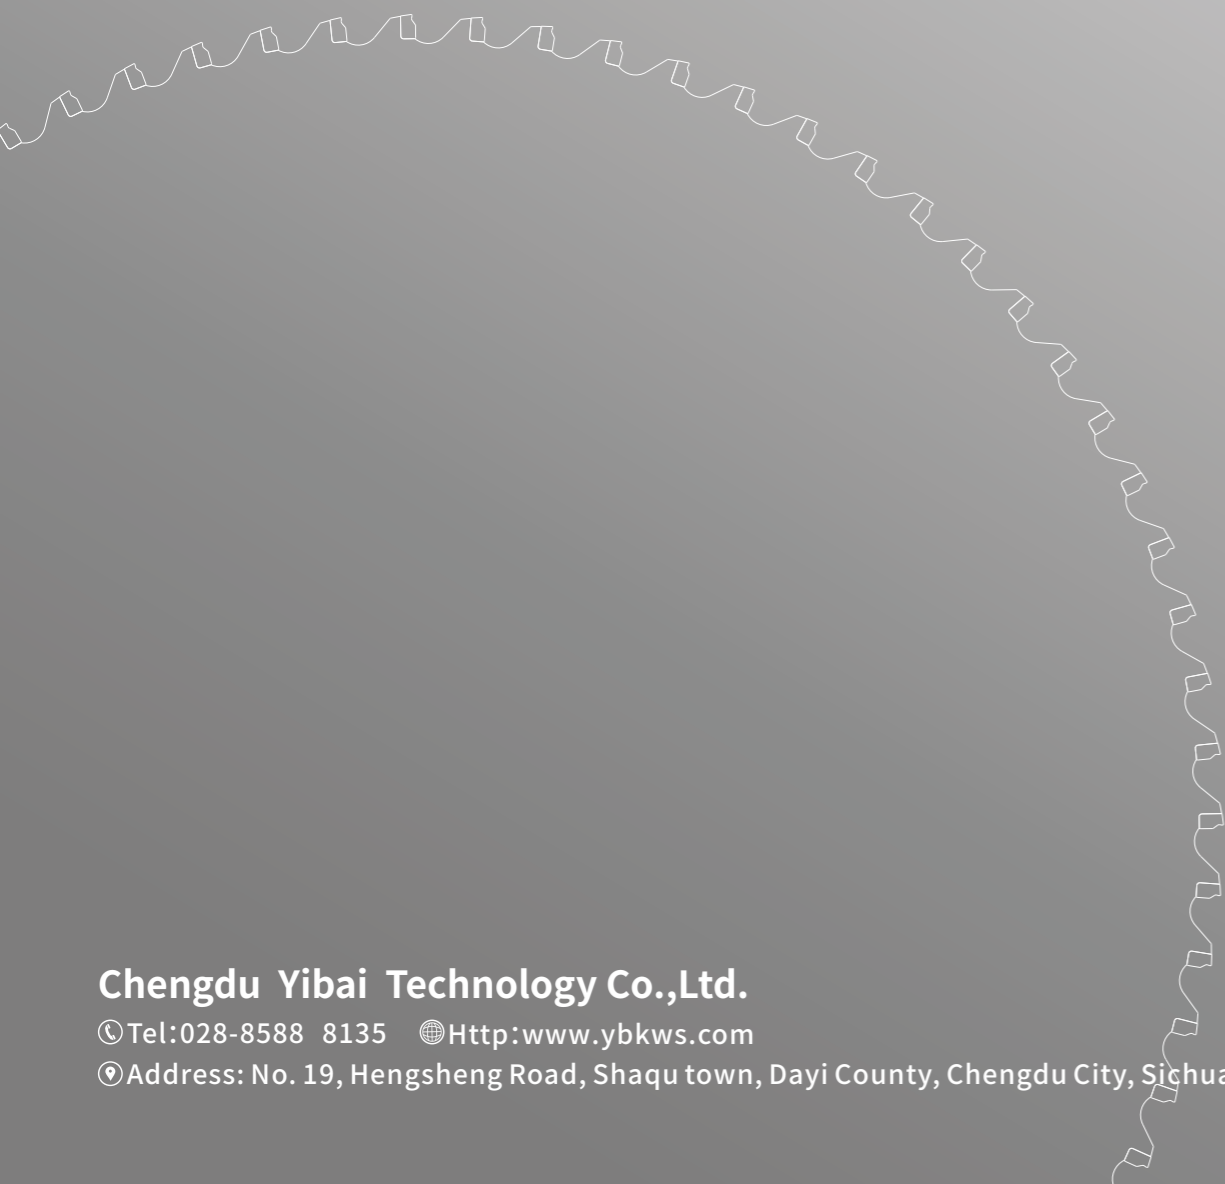 Chengdu Yibai Technology Co.,Ltd.
Tel:028-8588 8135 Http:www.ybkws.com
Address: No. 19, Hengsheng Road, Shaqu town, Dayi County, Chengdu City, Sichua